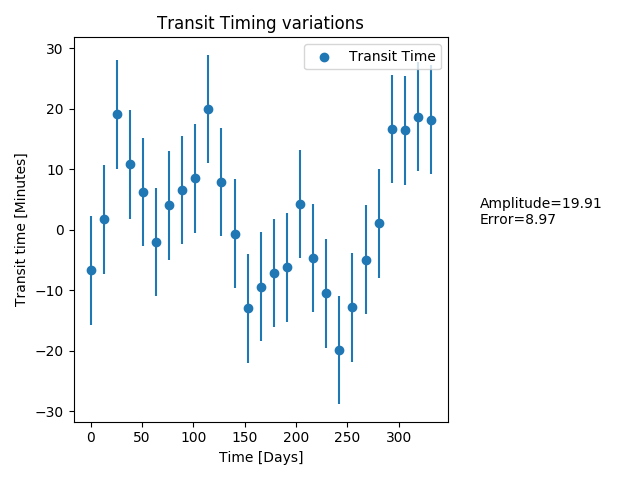 Transit Timing variations
Transit Time
Transit time [Minutes]
30
20
10
0
−10
−20
−30
0 50 100 150 200 250 300
Time [Days]
Amplitude=19.91
Error=8.97